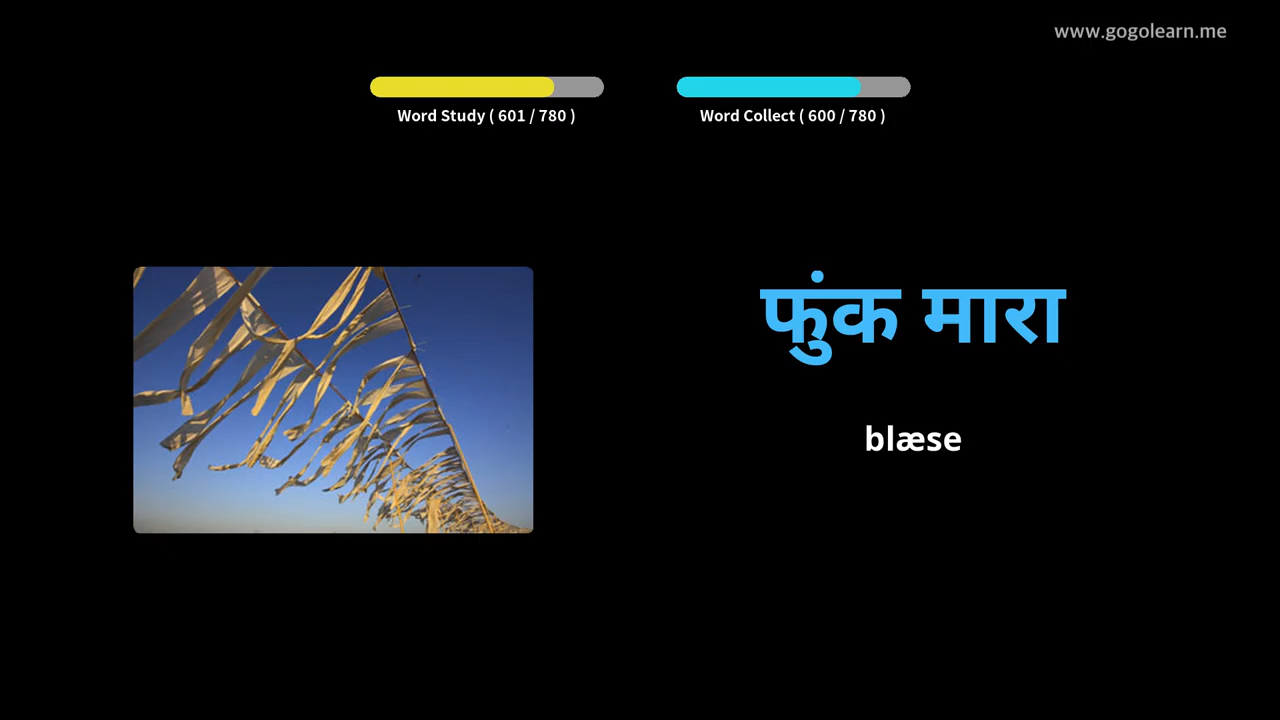 www.gogolearn.me
Word Study ( 601 / 780 )
Word Collect ( 600 / 780 )
फुंक मारा
blæse